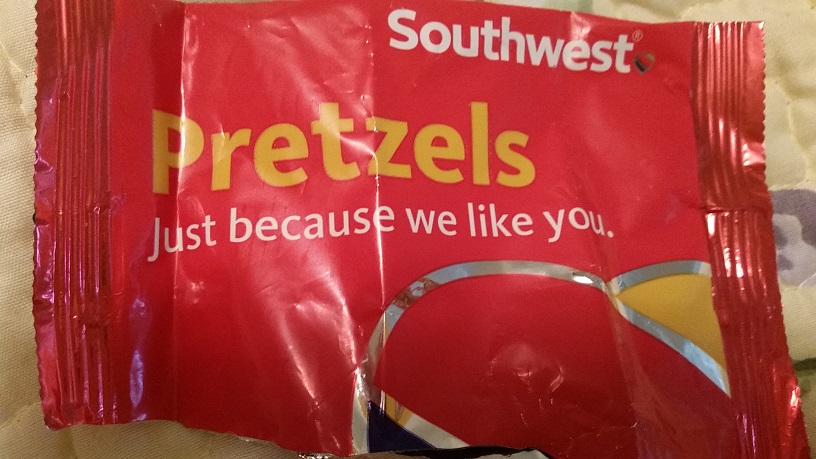 Southwest®
Pretzels
Just because we like you.